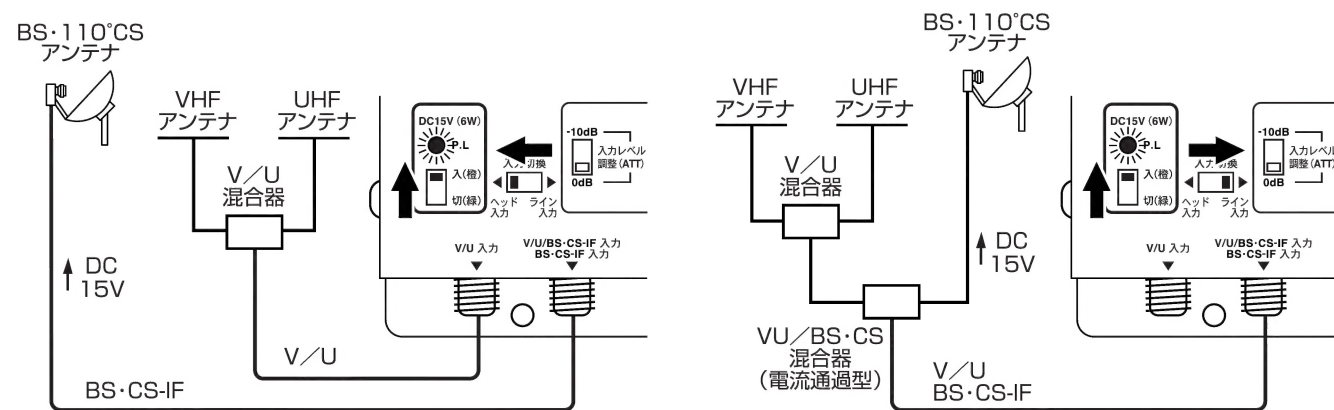 BS・110°CS
アンテナ
VHF
アンテナ
UHF
アンテナ
V／U
混合器
DC
15V
V／U
BS・CS-IF
DC15V (6W)
P.L
入(橙)
切(緑)
入力切換
ヘッド
入力
ライン
入力
-10dB
入力レベル
調整(ATT)
0dB
V/U 入力
V/U/BS・CS-IF 入力
BS・CS-IF 入力
BS・110°CS
アンテナ
VHF
アンテナ
UHF
アンテナ
V／U
混合器
DC
15V
VU／BS・CS
混合器
（電流通過型）
V／U
BS・CS-IF
DC15V (6W)
P.L
入(橙)
切(緑)
入力切換
ヘッド
入力
ライン
入力
-10dB
入力レベル
調整(ATT)
0dB
V/U 入力
V/U/BS・CS-IF 入力
BS・CS-IF 入力